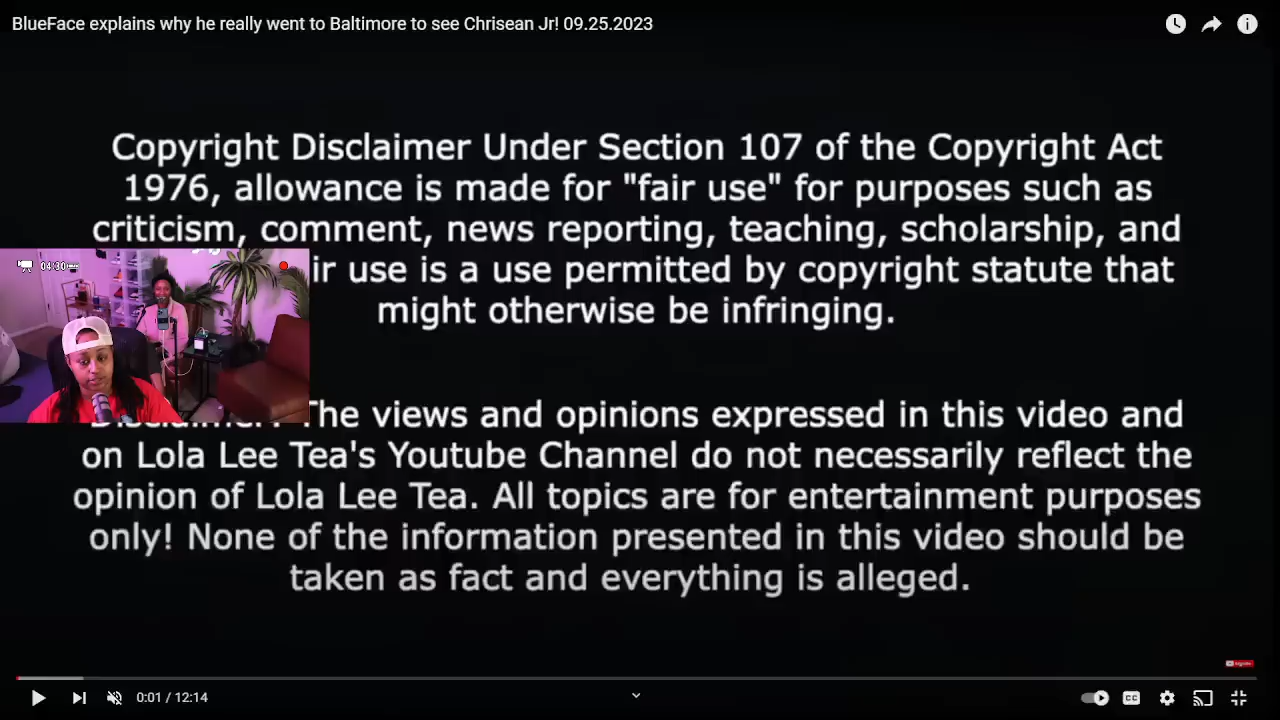 BlueFace explains why he really went to Baltimore to see Chrisean Jr! 09.25.2023
Copyright Disclaimer Under Section 107 of the Copyright Act
1976, allowance is made for "fair use" for purposes such as
criticism, comment, news reporting, teaching, scholarship, and
use is a use permitted by copyright statute that
might otherwise be infringing.
04:30
The views and opinions expressed in this video and
on Lola Lee Tea's Youtube Channel do not necessarily reflect the
opinion of Lola Lee Tea. All topics are for entertainment purposes
only! None of the information presented in this video should be
taken as fact and everything is alleged.
0:01 / 12:14
CC